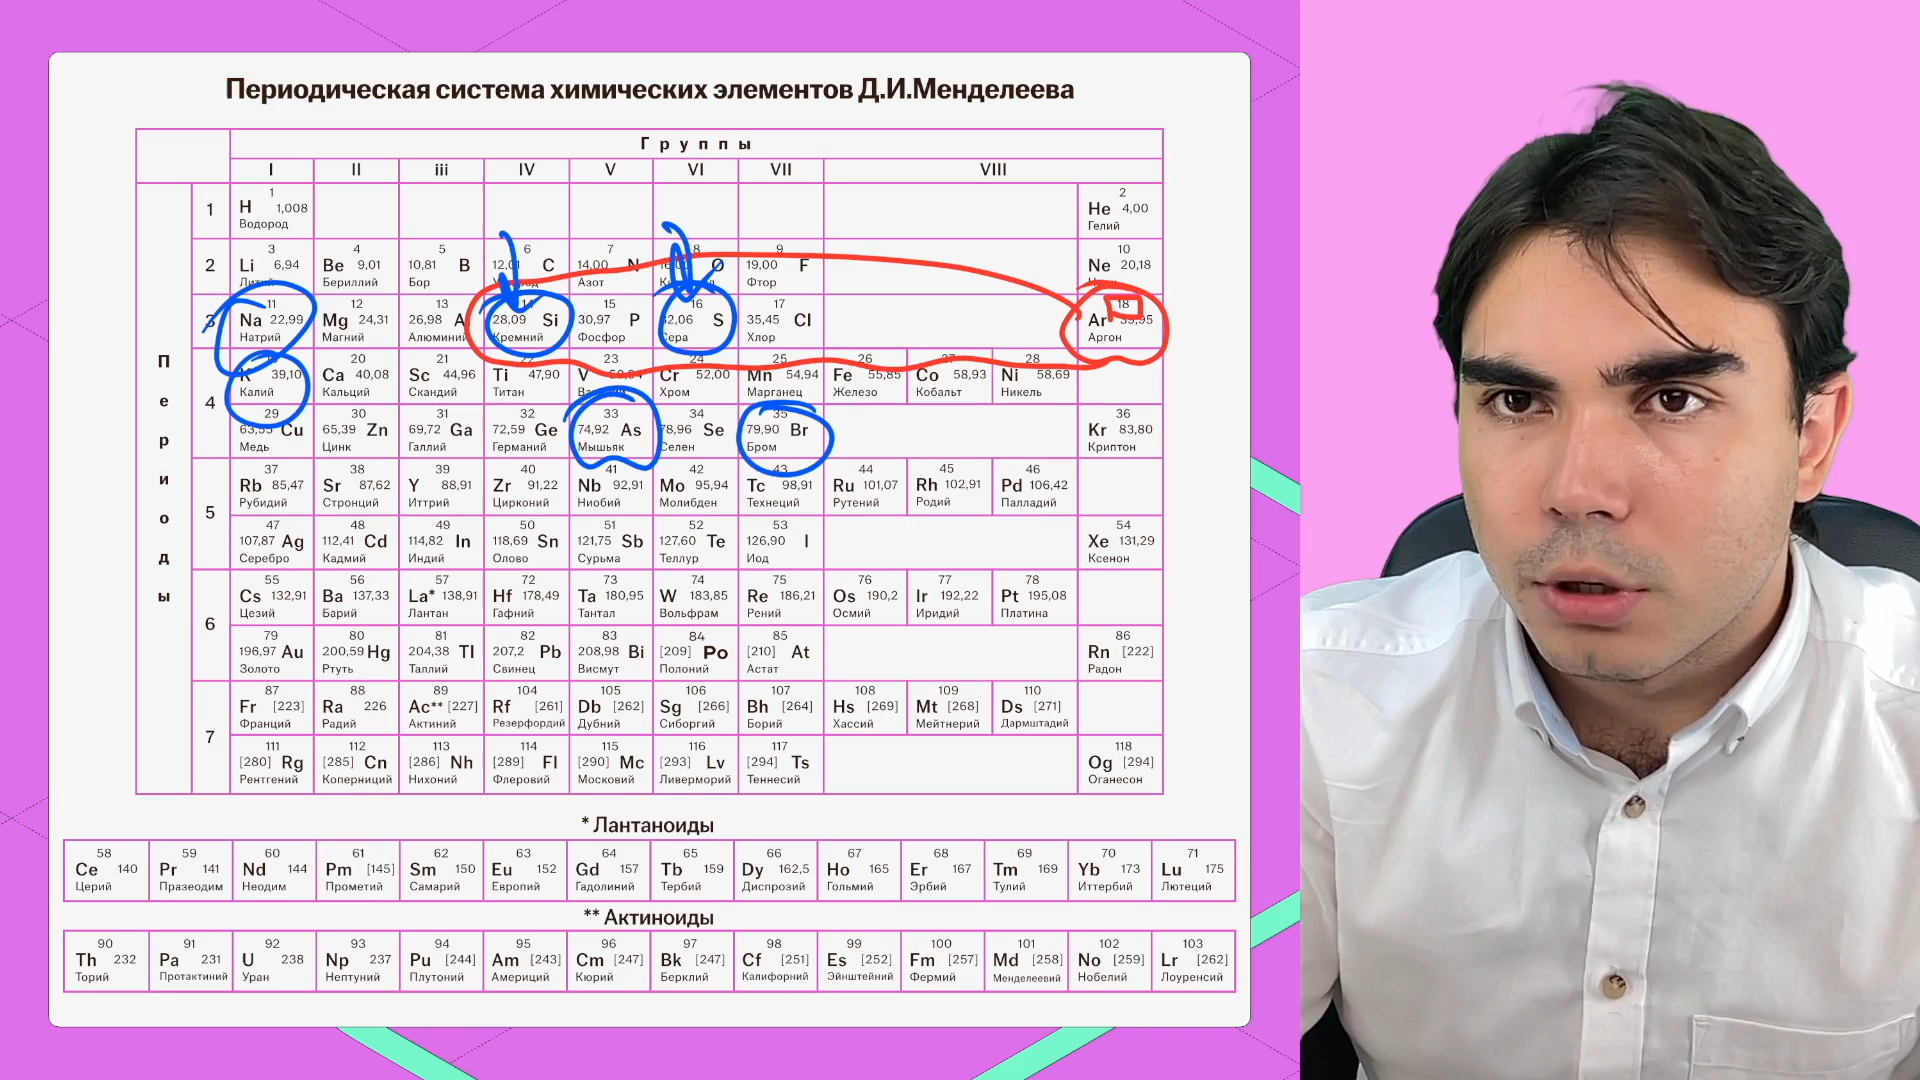 Периодическая система химических элементов Д.И.Менделеева
Группы
I II iii IV V VI VII VIII
Периоды
1
1 2
H 1,008 He 4,00
Водород Гелий
2
3 4 5 6 7 8 9 10
Li 6,94 Be 9,01 10,81 B C 14,00 N O 19,00 F Ne 20,18
Литий Бериллий Бор Азот Фтор
3
11 12 13 14 15 16 17 18
Na 22,99 Mg 24,31 26,98 28,09 Si 30,97 P 32,06 S 35,45 Cl Ar 39,95
Натрий Магний Алюминий Кремний Фосфор Сера Хлор Аргон
4
20 21 22 23 24 25 26 27 28
K 39,10 Ca 40,08 Sc 44,96 Ti 47,90 V Cr 52,00 Mn 54,94 Fe 55,85 Co 58,93 Ni 58,69
Калий Кальций Скандий Титан Хром Марганец Железо Кобальт Никель
29 30 31 32 33 34 35 36
63,55 Cu 65,39 Zn 69,72 Ga 72,59 Ge 74,92 As 78,96 Se 79,90 Br Kr 83,80
Медь Цинк Галлий Германий Мышьяк Селен Бром Криптон
5
37 38 39 40 41 42 43 44 45 46
Rb 85,47 Sr 87,62 Y 88,91 Zr 91,22 Nb 92,91 Mo 95,94 Tc 98,91 Ru 101,07 Rh 102,91 Pd 106,42
Рубидий Стронций Иттрий Цирконий Ниобий Молибден Технеций Рутений Родий Палладий
47 48 49 50 51 52 53 54
107,87 Ag 112,41 Cd 114,82 In 118,69 Sn 121,75 Sb 127,60 Te 126,90 I Xe 131,29
Серебро Кадмий Индий Олово Сурьма Теллур Иод Ксенон
6
55 56 57 72 73 74 75 76 77 78
Cs 132,91 Ba 137,33 La* 138,91 Hf 178,49 Ta 180,95 W 183,85 Re 186,21 Os 190,2 Ir 192,22 Pt 195,08
Цезий Барий Лантан Гафний Тантал Вольфрам Рений Осмий Иридий Платина
79 80 81 82 83 84 85 86
196,97 Au 200,59 Hg 204,38 Tl 207,2 Pb 208,98 Bi [209] Po [210] At Rn [222]
Золото Ртуть Таллий Свинец Висмут Полоний Астат Радон
7
87 88 89 104 105 106 107 108 109 110
Fr [223] Ra 226 Ac** [227] Rf [261] Db [262] Sg [266] Bh [264] Hs [269] Mt [268] Ds [271]
Франций Радий Актиний Резерфордий Дубний Сиборгий Борий Хассий Мейтнерий Дармштадий
111 112 113 114 115 116 117 118
[280] Rg [285] Cn [286] Nh [289] Fl [290] Mc [293] Lv [294] Ts Og [294]
Рентгений Коперниций Нихоний Флеровий Московий Ливерморий Теннесий Оганесон
* Лантаноиды
58 59 60 61 62 63 64 65 66 67 68 69 70 71
Ce 140 Pr 141 Nd 144 Pm [145] Sm 150 Eu 152 Gd 157 Tb 159 Dy 162,5 Ho 165 Er 167 Tm 169 Yb 173 Lu 175
Церий Празеодим Неодим Прометий Самарий Европий Гадолиний Тербий Диспрозий Гольмий Эрбий Тулий Иттербий Лютеций
** Актиноиды
90 91 92 93 94 95 96 97 98 99 100 101 102 103
Th 232 Pa 231 U 238 Np 237 Pu [244] Am [243] Cm [247] Bk [247] Cf [251] Es [252] Fm [257] Md [258] No [259] Lr [262]
Торий Протактиний Уран Нептуний Плутоний Америций Кюрий Берклий Калифорний Эйнштейний Фермий Менделеевий Нобелий Лоуренсий